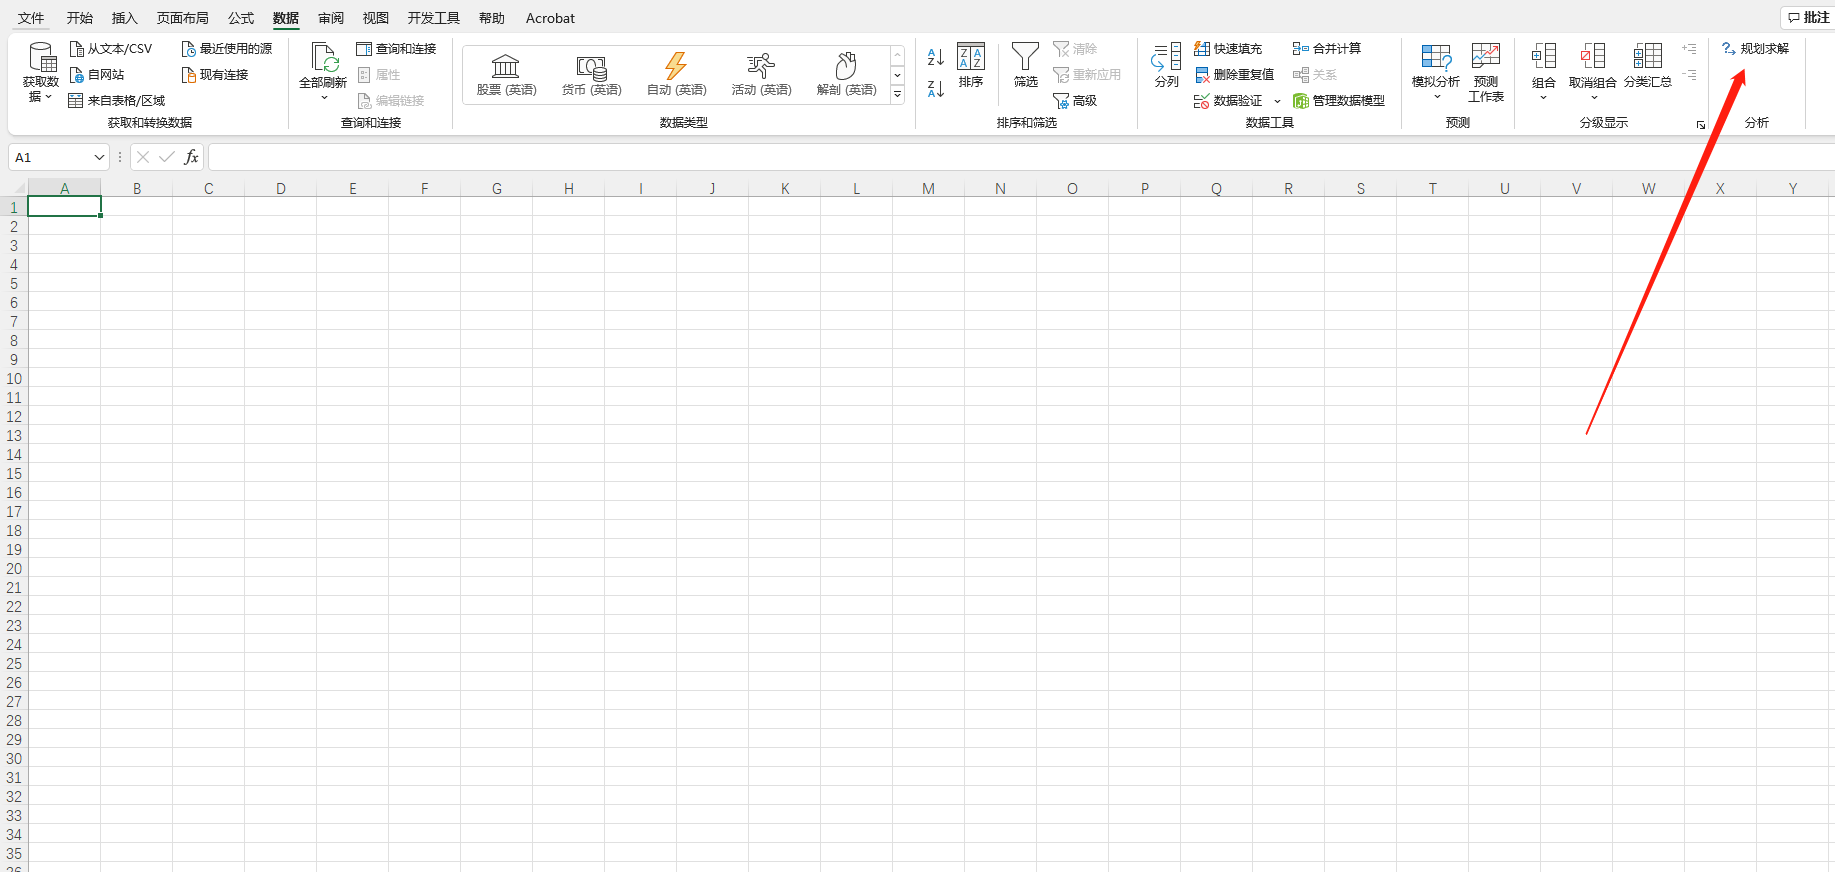 文件 开始 插入 页面布局 公式 数据 审阅 视图 开发工具 帮助 Acrobat 批注
获取数据
从文本/CSV
自网站
来自表格/区域
最近使用的源
现有连接
获取和转换数据
全部刷新
查询和连接
属性
编辑链接
查询和连接
股票 (英语) 货币 (英语) 自动 (英语) 活动 (英语) 解剖 (英语)
数据类型
排序
筛选
清除
重新应用
高级
排序和筛选
分列
快速填充
删除重复值
数据验证
合并计算
关系
管理数据模型
数据工具
模拟分析
预测
工作表
预测
组合
取消组合
分类汇总
分级显示
规划求解
分析
A1
fx
A B C D E F G H I J K L M N O P Q R S T U V W X Y
1
2
3
4
5
6
7
8
9
10
11
12
13
14
15
16
17
18
19
20
21
22
23
24
25
26
27
28
29
30
31
32
33
34
35
36